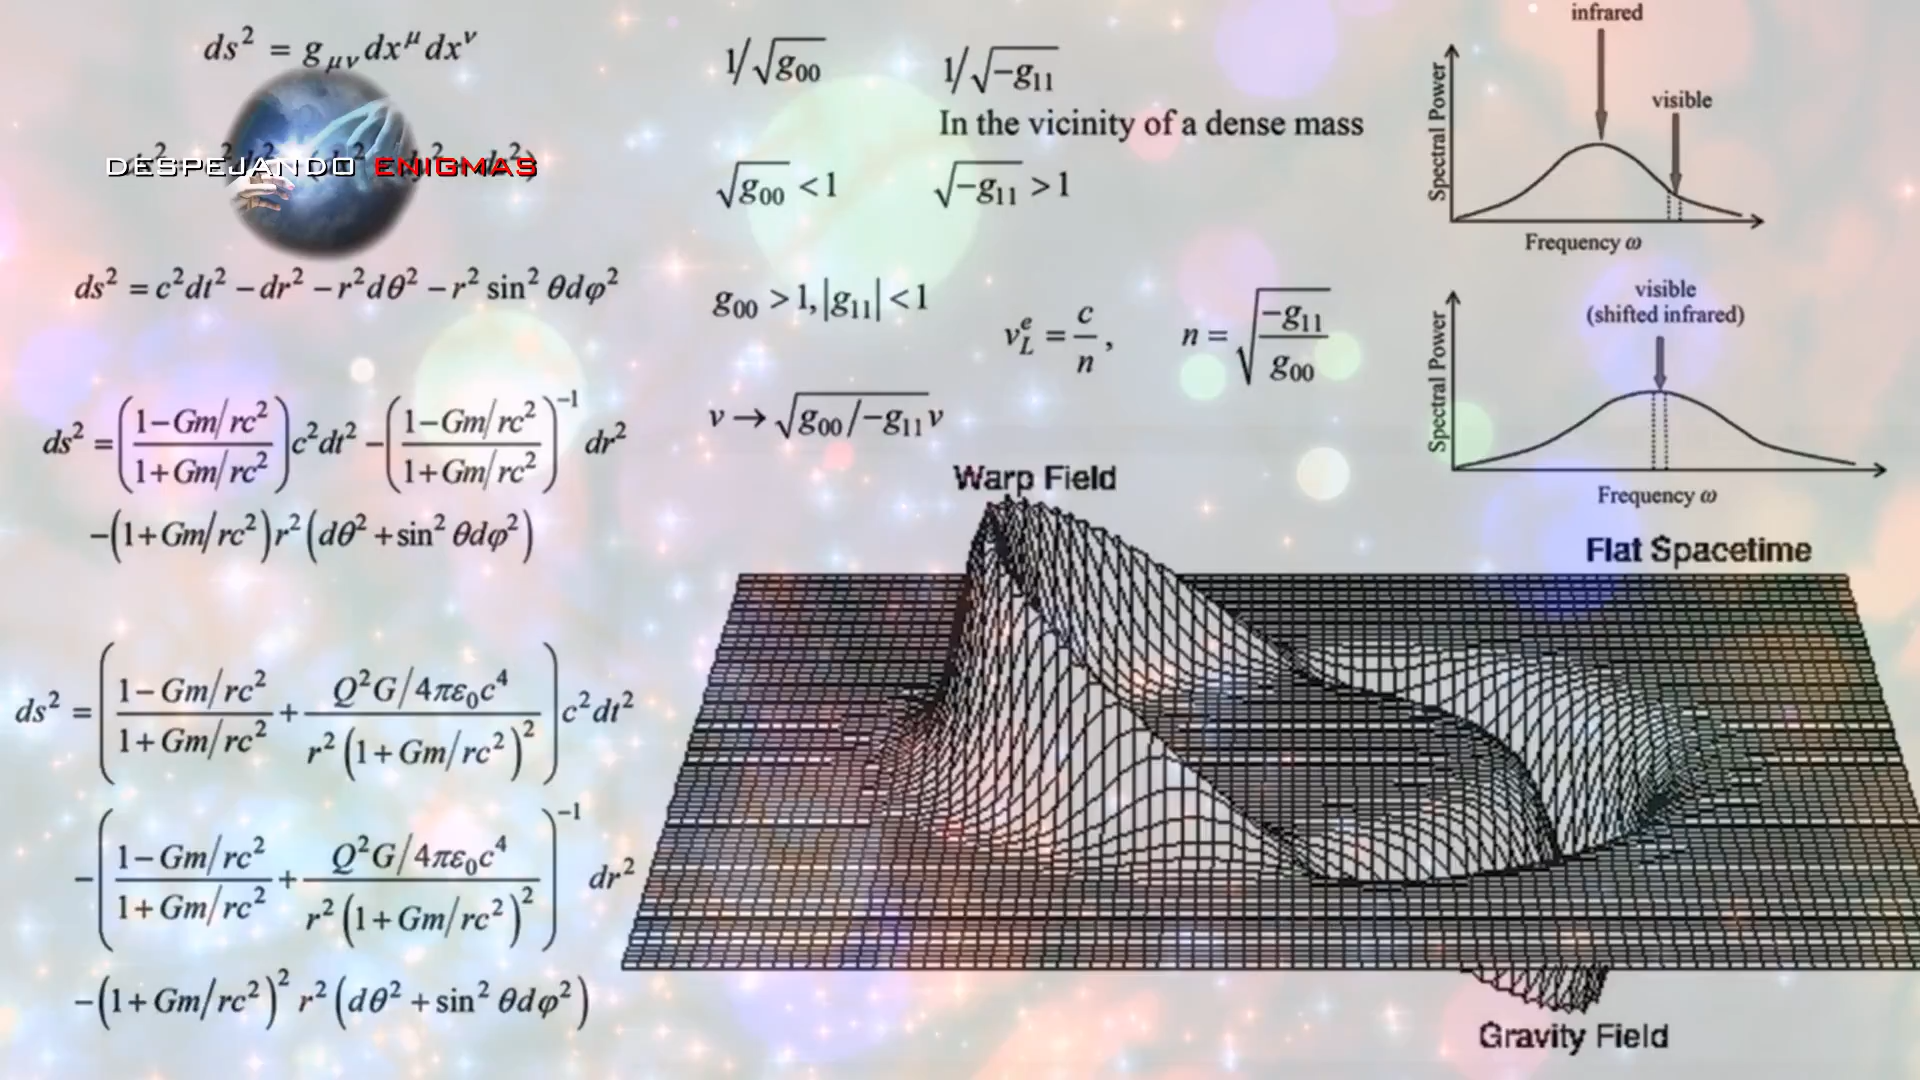 ds² = g_μν dx^μ dx^ν
DESPEJANDO ENIGMAS
ds² = c²dt² − dr² − r²dθ² − r² sin² θdφ²
ds² = ((1−Gm/rc²)/(1+Gm/rc²)) c²dt² − ((1−Gm/rc²)/(1+Gm/rc²))^−1 dr²
−(1+Gm/rc²)r²(dθ² + sin² θdφ²)
ds² = ((1−Gm/rc²)/(1+Gm/rc²) + (Q²G/4πε₀c⁴)/(r²(1+Gm/rc²)²)) c²dt²
−((1−Gm/rc²)/(1+Gm/rc²) + (Q²G/4πε₀c⁴)/(r²(1+Gm/rc²)²))^−1 dr²
−(1+Gm/rc²)² r²(dθ² + sin² θdφ²)
1/√g₀₀
1/√−g₁₁
In the vicinity of a dense mass
√g₀₀ < 1
√−g₁₁ > 1
g₀₀ > 1, |g₁₁| < 1
v_L^e = c/n, n = √(−g₁₁/g₀₀)
v → √g₀₀/−g₁₁ v
infrared
visible
Spectral Power
Frequency ω
visible
(shifted infrared)
Spectral Power
Frequency ω
Warp Field
Flat Spacetime
Gravity Field